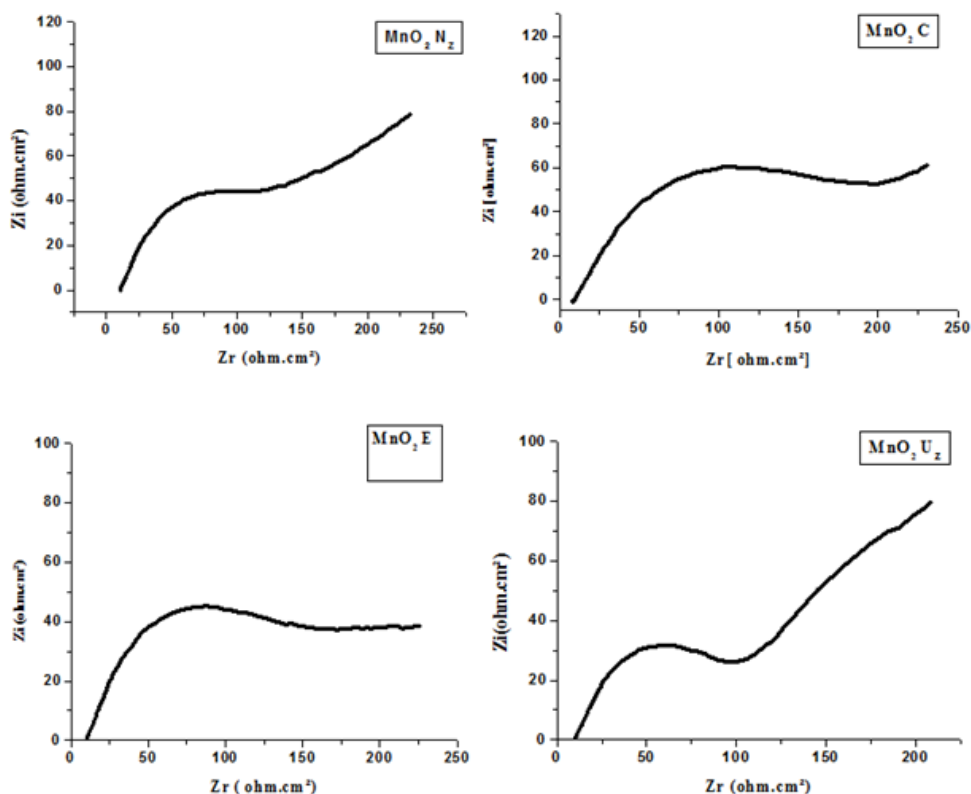 MnO₂ N_z
120
100
80
60
40
20
0
Zi (ohm.cm²)
0 50 100 150 200 250
Zr (ohm.cm²)
MnO₂ C
120
100
80
60
40
20
0
Zi [ ohm.cm²]
0 50 100 150 200 250
Zr [ ohm.cm²]
MnO₂ E
100
80
60
40
20
0
Zi (ohm.cm²)
0 50 100 150 200 250
Zr ( ohm.cm²)
MnO₂ U_z
100
80
60
40
20
0
Zi(ohm.cm²)
0 50 100 150 200
Zr (ohm.cm²)